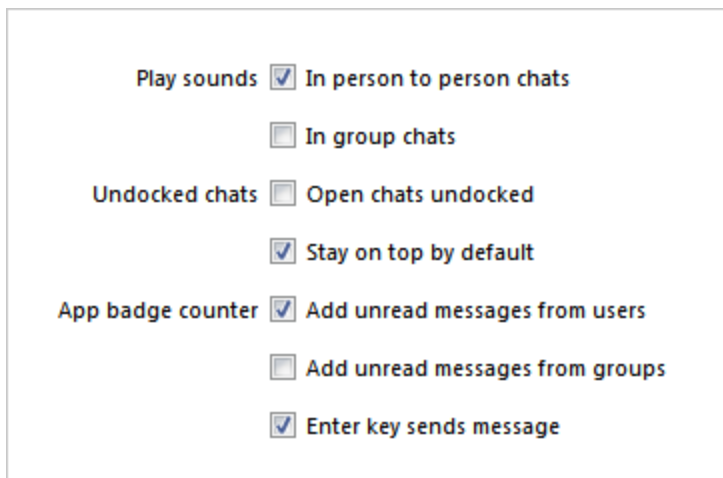 Play sounds In person to person chats
In group chats
Undocked chats Open chats undocked
Stay on top by default
App badge counter Add unread messages from users
Add unread messages from groups
Enter key sends message